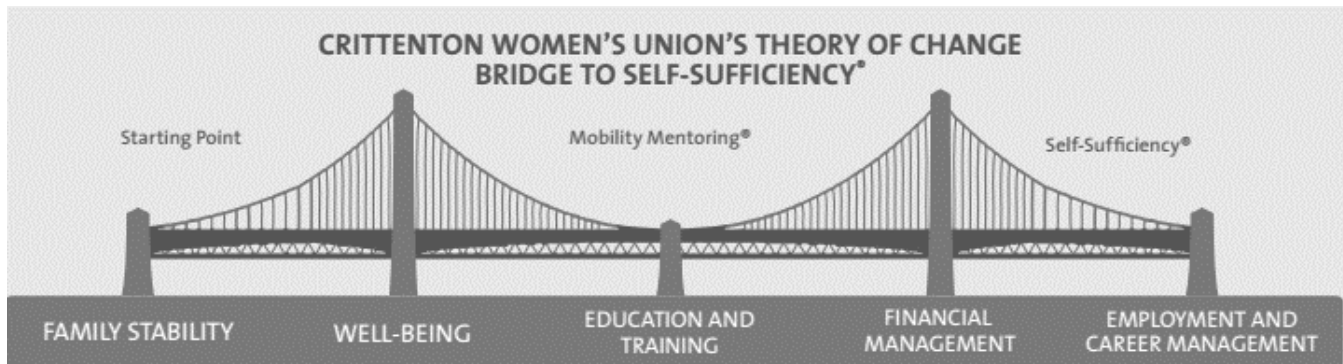 CRITTENTON WOMEN’S UNION’S THEORY OF CHANGE
BRIDGE TO SELF-SUFFICIENCY®
Starting Point
Mobility Mentoring®
Self-Sufficiency®
FAMILY STABILITY
WELL-BEING
EDUCATION AND
TRAINING
FINANCIAL
MANAGEMENT
EMPLOYMENT AND
CAREER MANAGEMENT